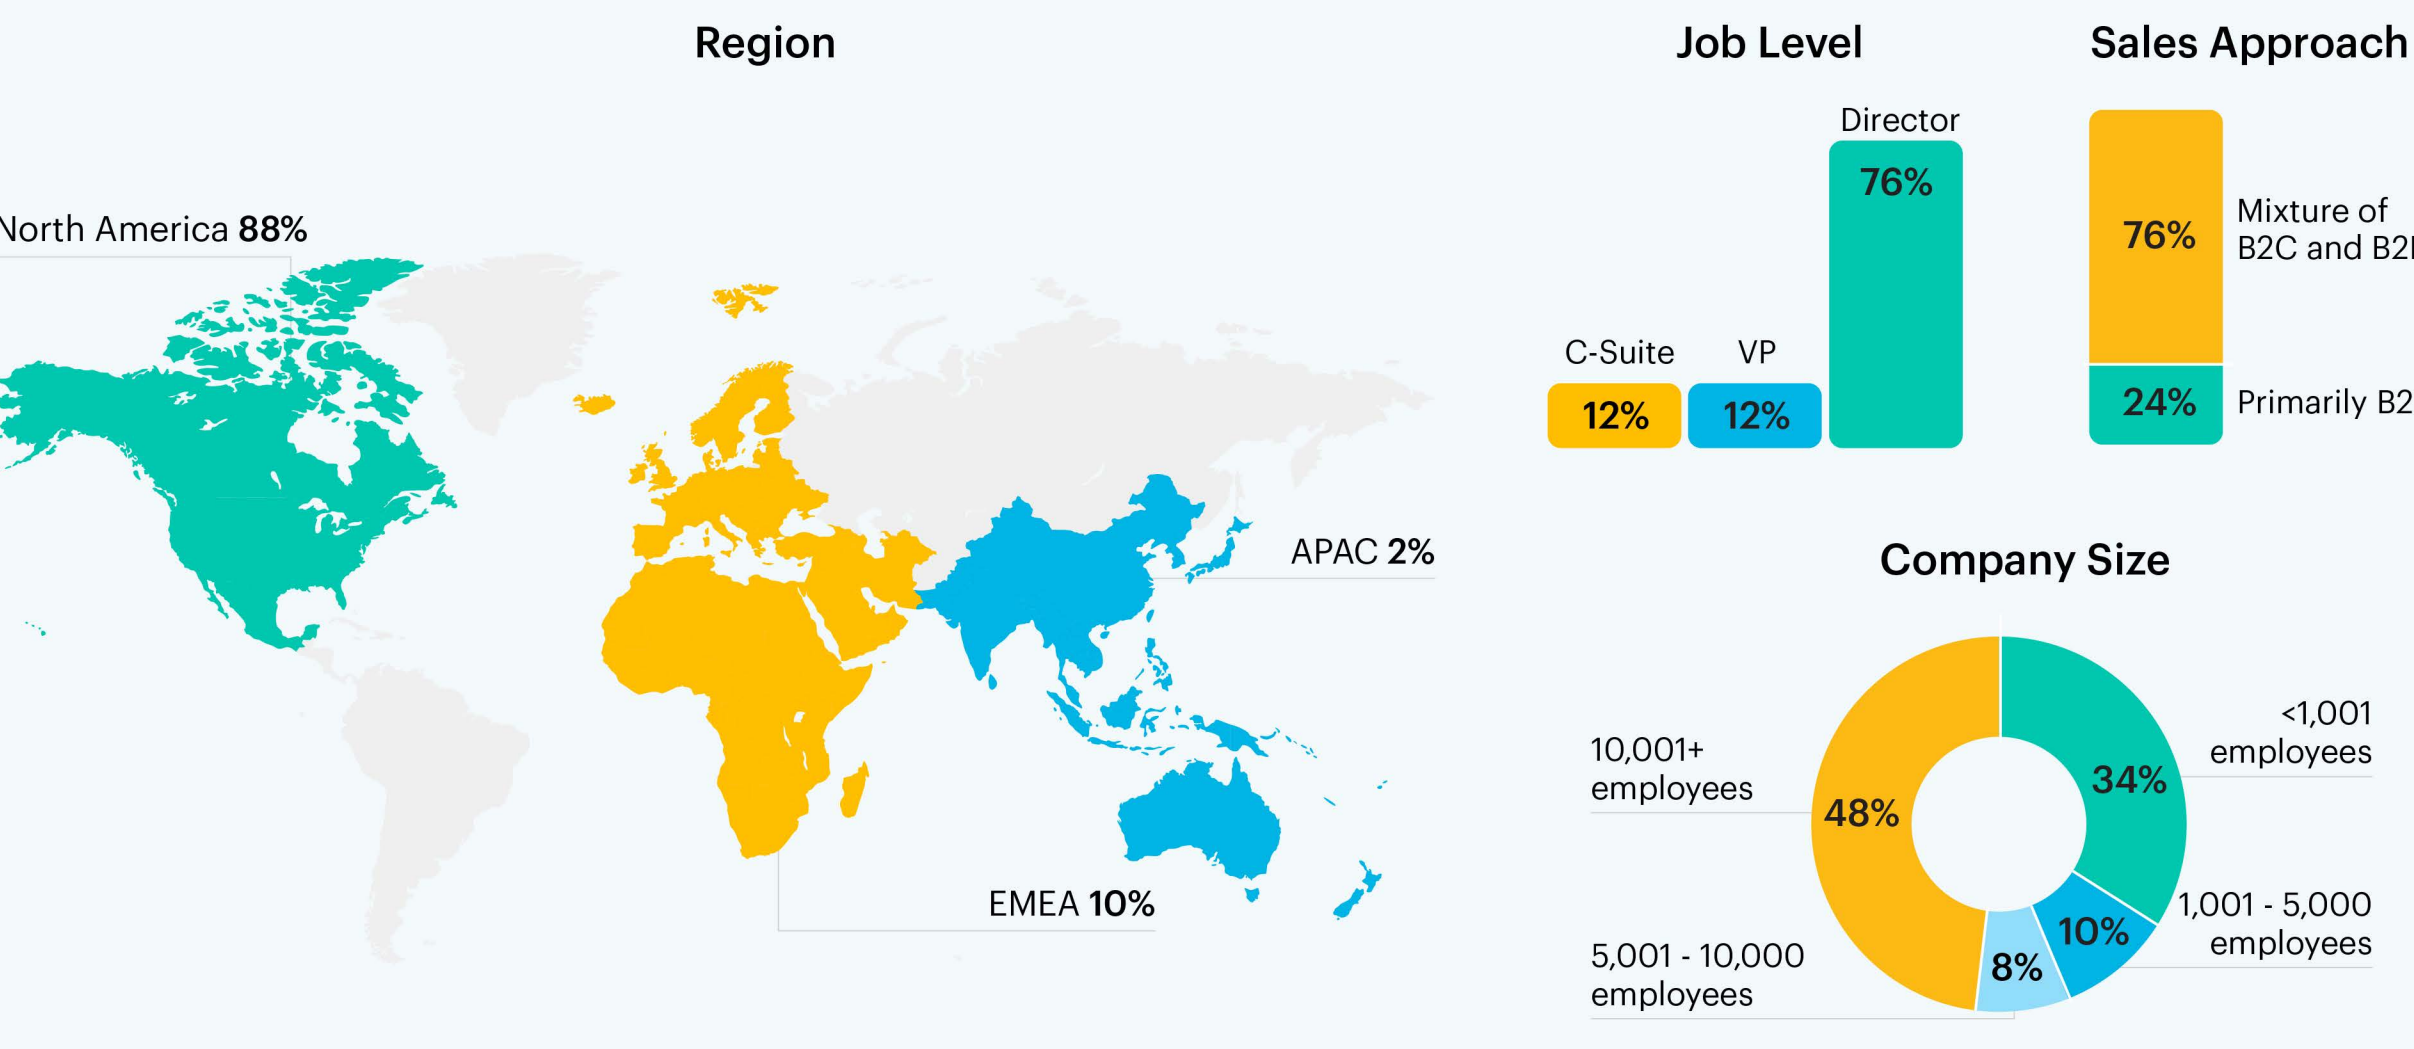 Region
North America 88%
APAC 2%
EMEA 10%
Job Level
Director
76%
C-Suite
VP
12%
12%
Sales Approach
76%
Mixture of
B2C and
24%
Primarily
Company Size
<1,001
employees
34%
1,001 - 5,000
employees
10%
5,001 - 10,000
employees
8%
10,001+
employees
48%